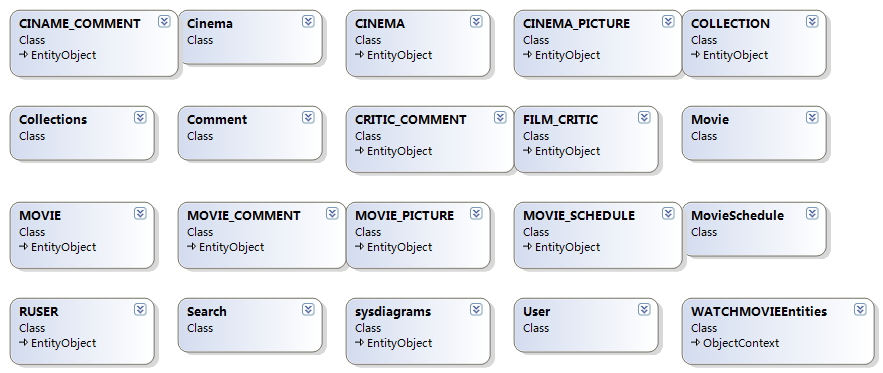 CINAME_COMMENT
Class
EntityObject
Cinema
Class
CINEMA
Class
EntityObject
CINEMA_PICTURE
Class
EntityObject
COLLECTION
Class
EntityObject
Collections
Class
Comment
Class
CRITIC_COMMENT
Class
EntityObject
FILM_CRITIC
Class
EntityObject
Movie
Class
MOVIE
Class
EntityObject
MOVIE_COMMENT
Class
EntityObject
MOVIE_PICTURE
Class
EntityObject
MOVIE_SCHEDULE
Class
EntityObject
MovieSchedule
Class
RUSER
Class
EntityObject
Search
Class
sysdiagrams
Class
EntityObject
User
Class
WATCHMOVIEEntities
Class
ObjectContext